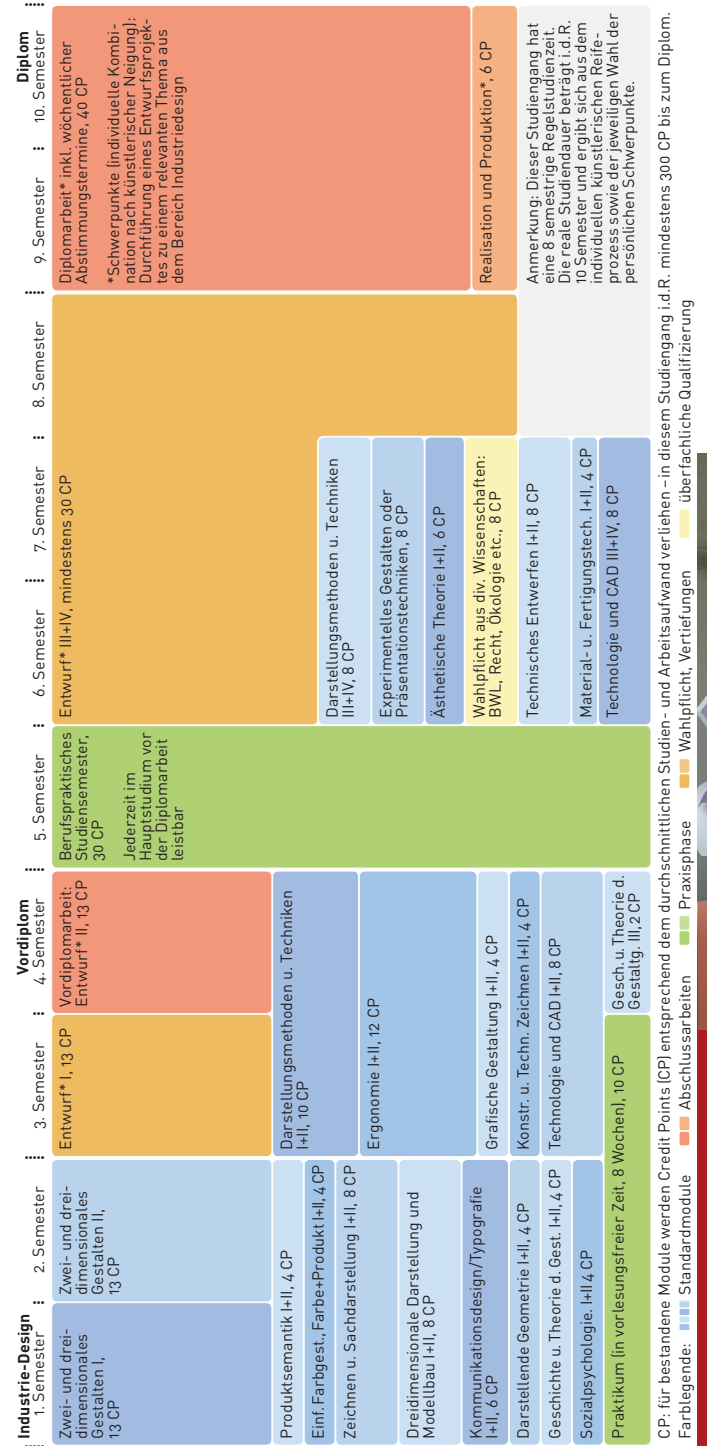 Industrie-Design
1. Semester
2. Semester
3. Semester
Vordiplom
4. Semester
5. Semester
6. Semester
7. Semester
8. Semester
9. Semester
Diplom
10. Semester
Zwei- und drei-
dimensionales
Gestalten I,
13 CP
Zwei- und drei-
dimensionales
Gestalten II,
13 CP
Produktsemantik I+II, 4 CP
Einf. Farbgest., Farbe+Produkt I+II, 4 CP
Zeichnen u. Sachdarstellung I+II, 8 CP
Dreidimensionale Darstellung und
Modellbau I+II, 8 CP
Kommunikationsdesign/Typografie
I+II, 6 CP
Darstellende Geometrie I+II, 4 CP
Geschichte u. Theorie d. Gest. I+II, 4 CP
Sozialpsychologie. I+II 4 CP
Praktikum (in vorlesungsfreier Zeit, 8 Wochen), 10 CP
Entwurf* I, 13 CP
Vordiplomarbeit:
Entwurf* II, 13 CP
Darstellungsmethoden u. Techniken
I+II, 10 CP
Ergonomie I+II, 12 CP
Grafische Gestaltung I+II, 4 CP
Konstr. u. Techn. Zeichnen I+II, 4 CP
Technologie und CAD I+II, 8 CP
Gesch. u. Theorie d.
Gestaltg. III, 2 CP
Berufspraktisches
Studiensemester,
30 CP
Jederzeit im
Hauptstudium vor
der Diplomarbeit
leistbar
Entwurf* III+IV, mindestens 30 CP
Darstellungsmethoden u. Techniken
III+IV, 8 CP
Experimentelles Gestalten oder
Präsentationstechniken, 8 CP
Ästhetische Theorie I+II, 6 CP
Wahlpflicht aus div. Wissenschaften:
BWL, Recht, Ökologie etc., 8 CP
Technisches Entwerfen I+II, 8 CP
Material- u. Fertigungstech. I+II, 4 CP
Technologie und CAD III+IV, 8 CP
Diplomarbeit* inkl. wöchentlicher
Abstimmungstermine, 40 CP
*Schwerpunkte (individuelle Kombi-
nation nach künstlerischer Neigung):
Durchführung eines Entwurfsprojek-
tes zu einem relevanten Thema aus
dem Bereich Industriedesign
Realisation und Produktion*, 6 CP
Anmerkung: Dieser Studiengang hat
eine 8 semestrige Regelstudienzeit.
Die reale Studiendauer beträgt i.d.R.
10 Semester und ergibt sich aus dem
individuellen künstlerischen Reife-
prozess sowie der jeweiligen Wahl der
persönlichen Schwerpunkte.
CP: für bestandene Module werden Credit Points (CP) entsprechend dem durchschnittlichen Studien- und Arbeitsaufwand verliehen – in diesem Studiengang i.d.R. mindestens 300 CP bis zum Diplom.
Farblegende: Standardmodule Abschlussarbeiten Praxisphase Wahlpflicht, Vertiefungen überfachliche Qualifizierung